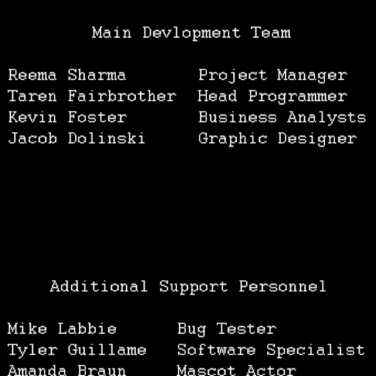 Main Devlopment Team
Reema Sharma Project Manager
Taren Fairbrother Head Programmer
Kevin Foster Business Analysts
Jacob Dolinski Graphic Designer
Additional Support Personnel
Mike Labbie Bug Tester
Tyler Guillame Software Specialist
Amanda Braun Mascot Actor